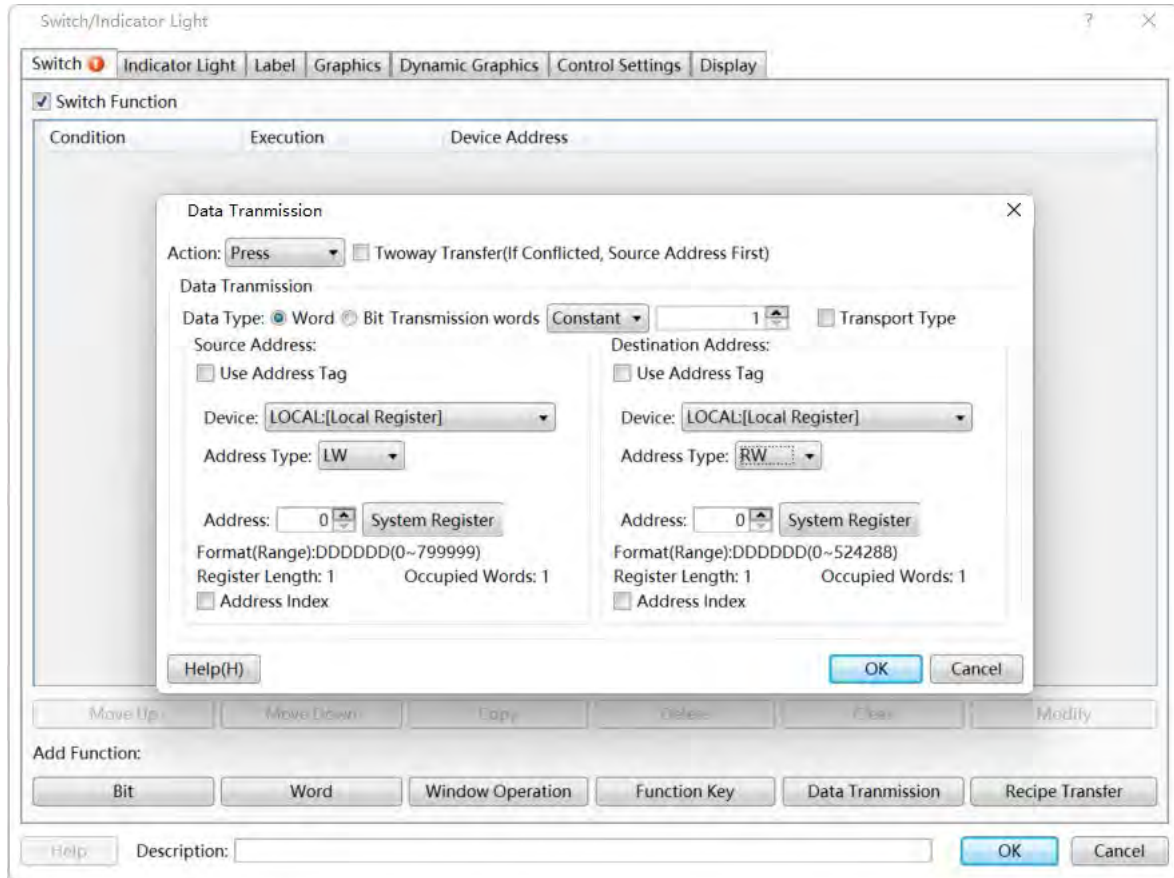 Switch/Indicator Light ?
Switch Indicator Light Label Graphics Dynamic Graphics Control Settings Display
Switch Function
Condition Execution Device Address
Data Tranmission
Action: Press Twoway Transfer(If Conflicted, Source Address First)
Data Tranmission
Data Type: Word Bit Transmission words Constant 1 Transport Type
Source Address: Destination Address:
Use Address Tag Use Address Tag
Device: LOCAL:[Local Register] Device: LOCAL:[Local Register]
Address Type: LW Address Type: RW
Address: 0 System Register Address: 0 System Register
Format(Range):DDDDDD(0~799999) Format(Range):DDDDDD(0~524288)
Register Length: 1 Occupied Words: 1 Register Length: 1 Occupied Words: 1
Address Index Address Index
Help(H) OK Cancel
Move Up Move Down Copy Delete Clear Modify
Add Function:
Bit Word Window Operation Function Key Data Tranmission Recipe Transfer
Help Description: OK Cancel